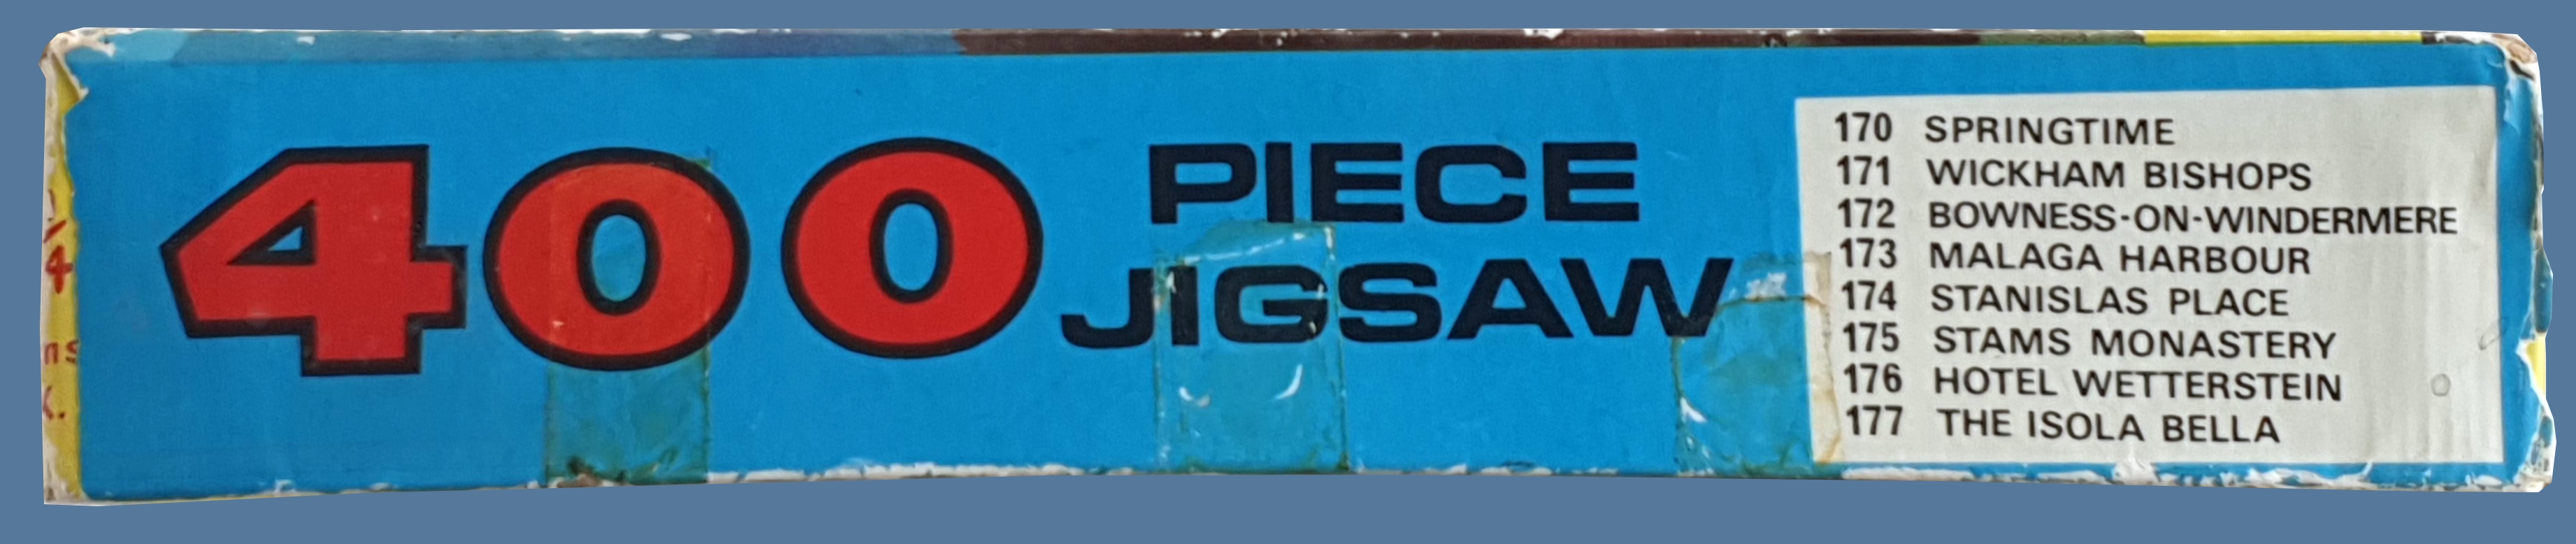 400
PIECE
JIGSAW
170 SPRINGTIME
171 WICKHAM BISHOPS
172 BOWNESS-ON-WINDERMERE
173 MALAGA HARBOUR
174 STANISLAS PLACE
175 STAMS MONASTERY
176 HOTEL WETTERSTEIN
177 THE ISOLA BELLA